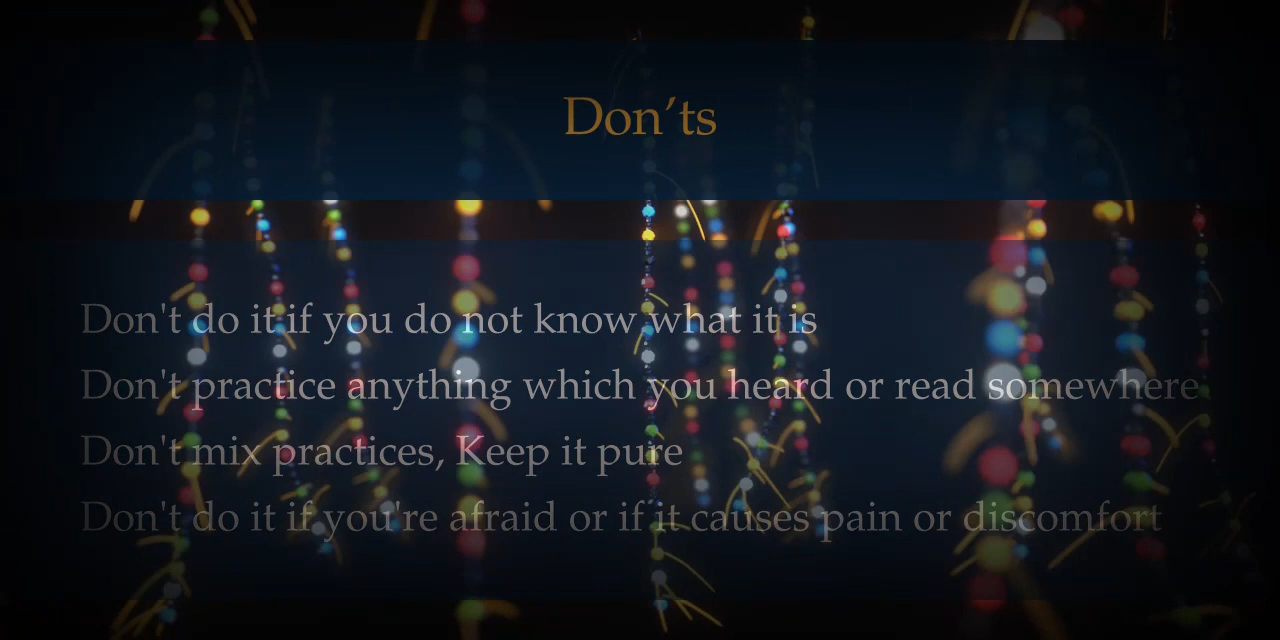 Don’ts
Don't do it if you do not know what it is
Don't practice anything which you heard or read somewhere
Don't mix practices, Keep it pure
Don't do it if you're afraid or if it causes pain or discomfort